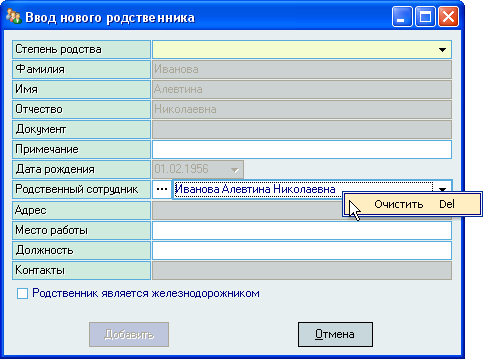 Ввод нового родственника
Степень родства
Фамилия Иванова
Имя Алевтина
Отчество Николаевна
Документ
Примечание
Дата рождения 01.02.1956
Родственный сотрудник ... Иванова Алевтина Николаевна
Очистить Del
Адрес
Место работы
Должность
Контакты
Родственник является железнодорожником
Добавить Отмена